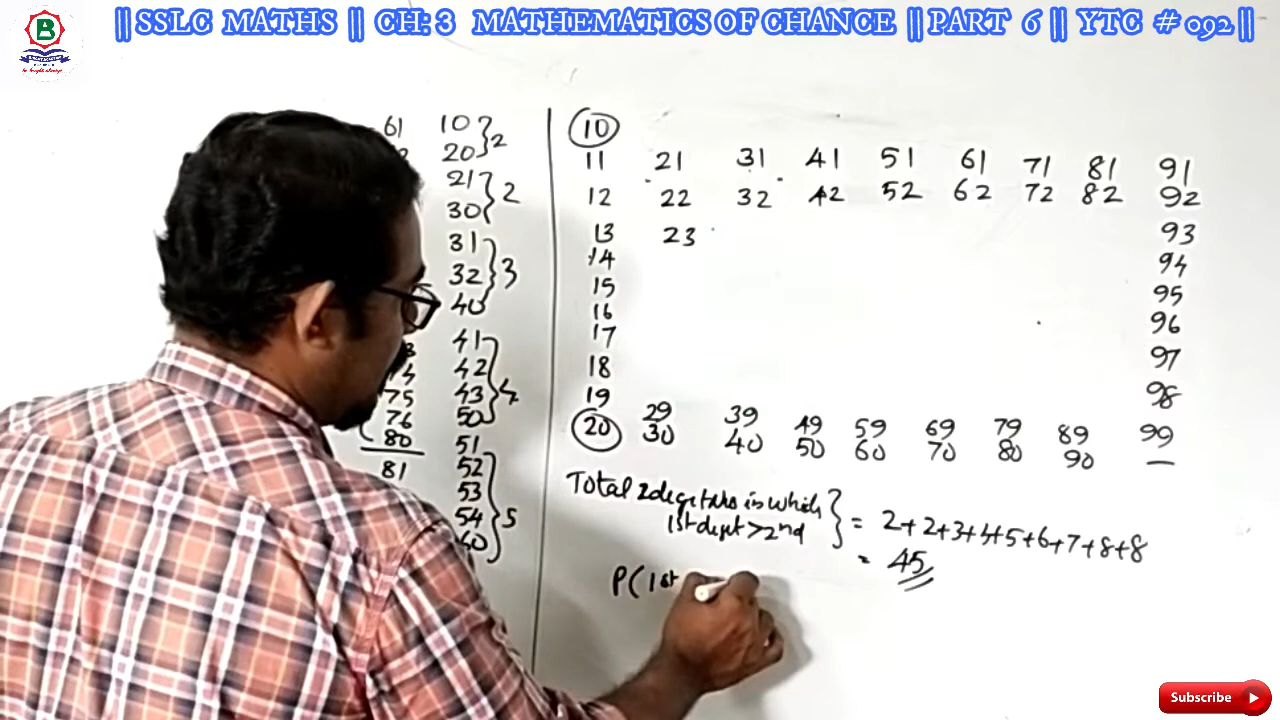 || SSLC MATHS || CH: 3 MATHEMATICS OF CHANCE || PART 6 || YTC # 092 ||
B
61 10 } 2
20
21 } 2
30
31 } 3
32
40
41 } 4
74 42
75 43
76 50
80 51 } 5
81 52
53
54
60
10
11 21 31 41 51 61 71 81 91
12 22 32 42 52 62 72 82 92
13 23 93
14 94
15 95
16 96
17 97
18 98
19 29 39 49 59 69 79 89 99
20 30 40 50 60 70 80 90 —
Total 2 in which
1st digit > 2nd } = 2+2+3+4+5+6+7+8+8
= 45
P(1st
Subscribe